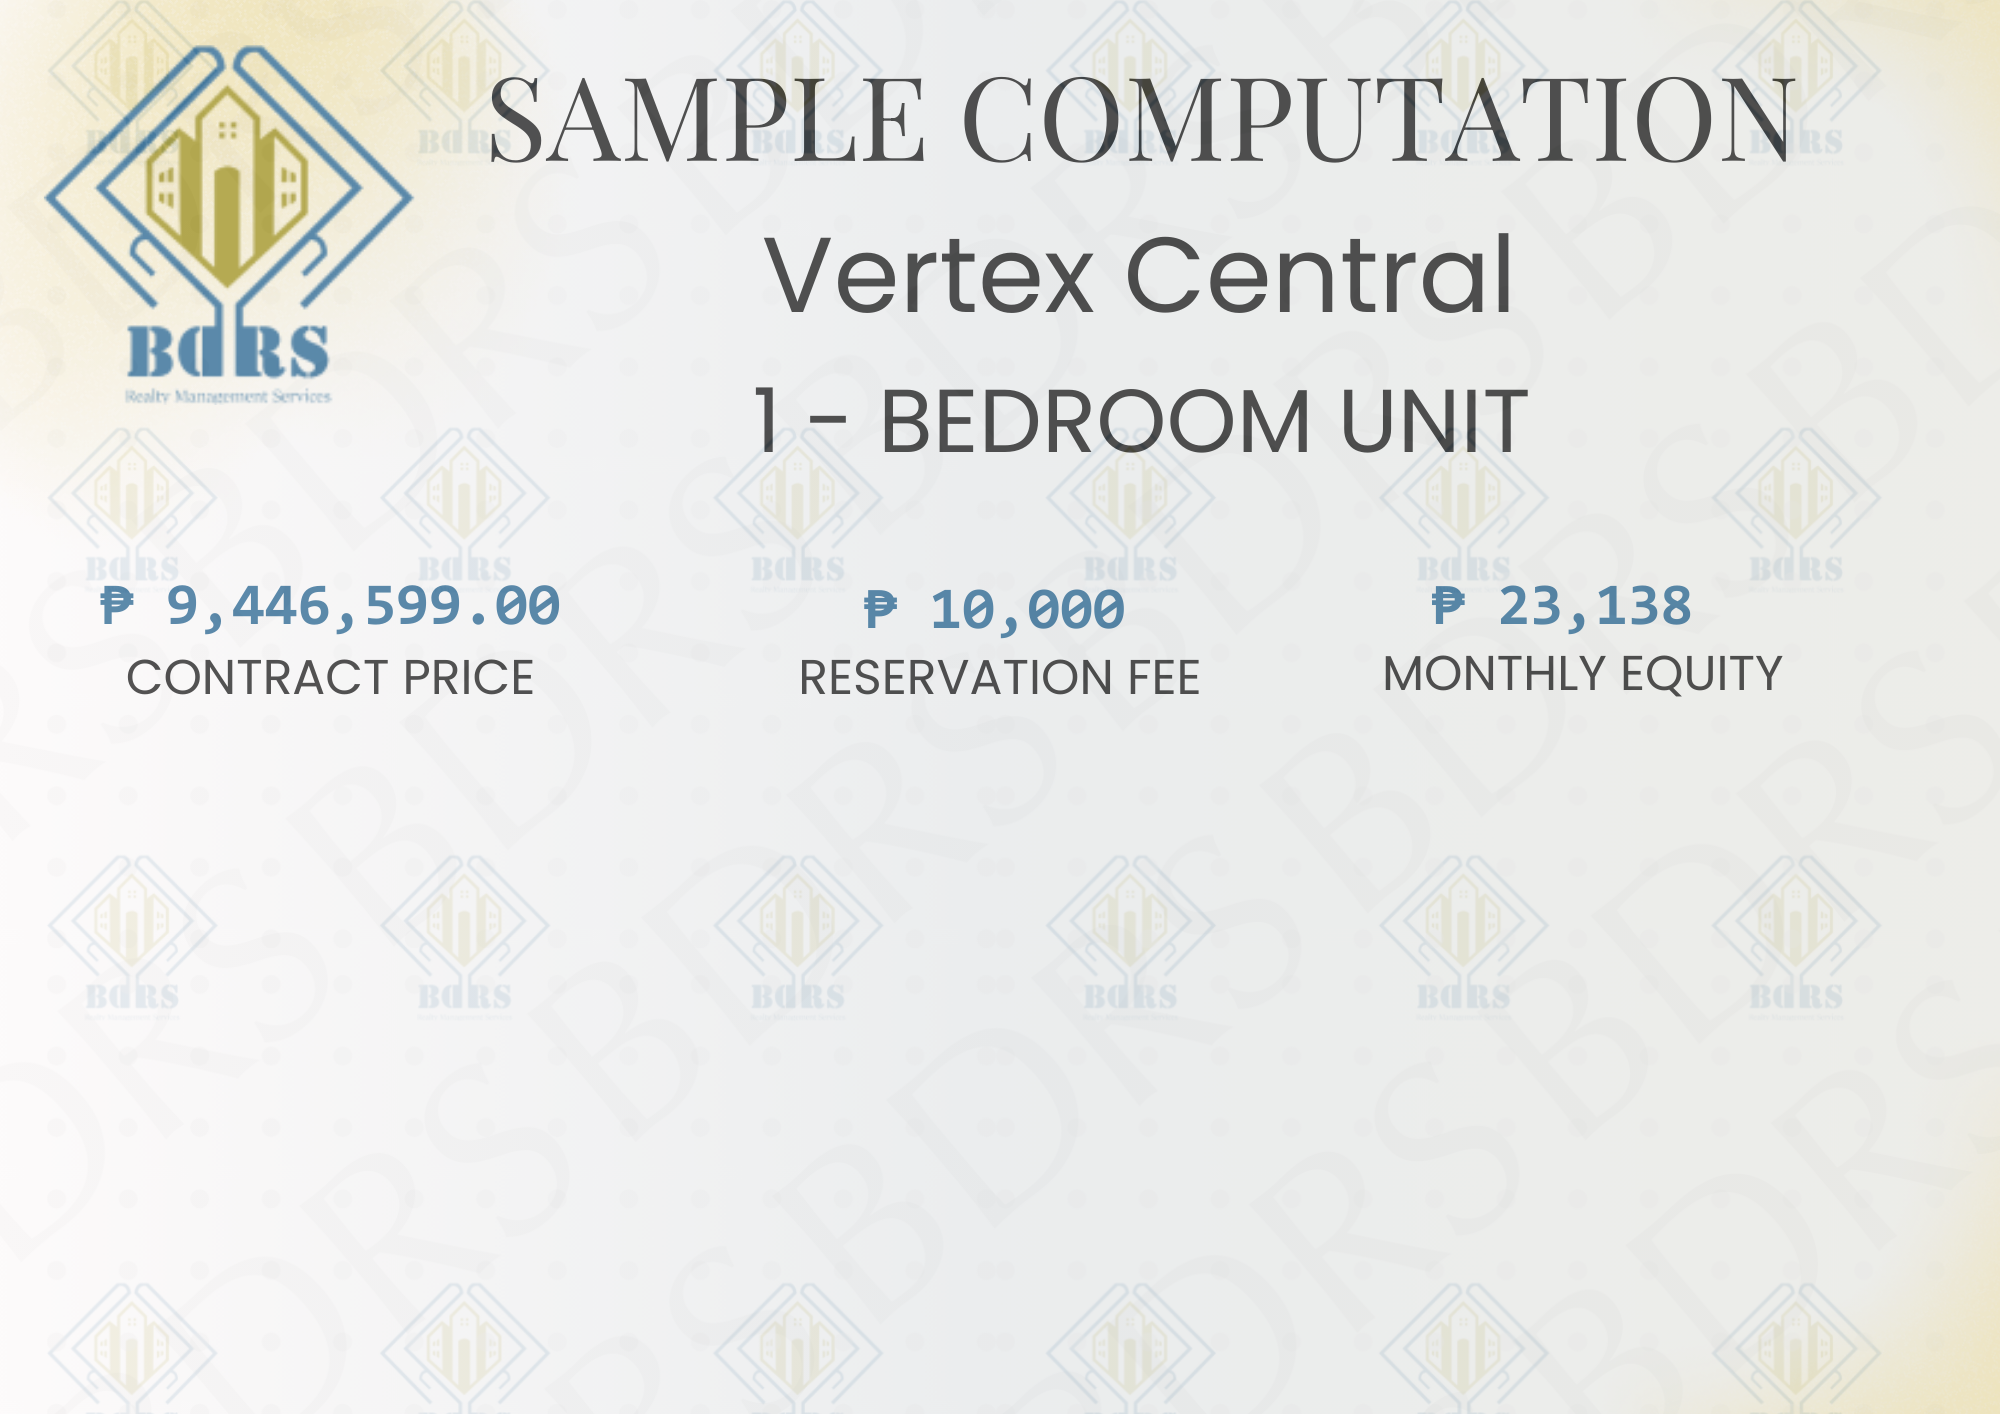 SAMPLE COMPUTATION
Vertex Central
1 - BEDROOM UNIT
BDRS
Realty Management Services
₱ 9,446,599.00
CONTRACT PRICE
₱ 10,000
RESERVATION FEE
₱ 23,138
MONTHLY EQUITY